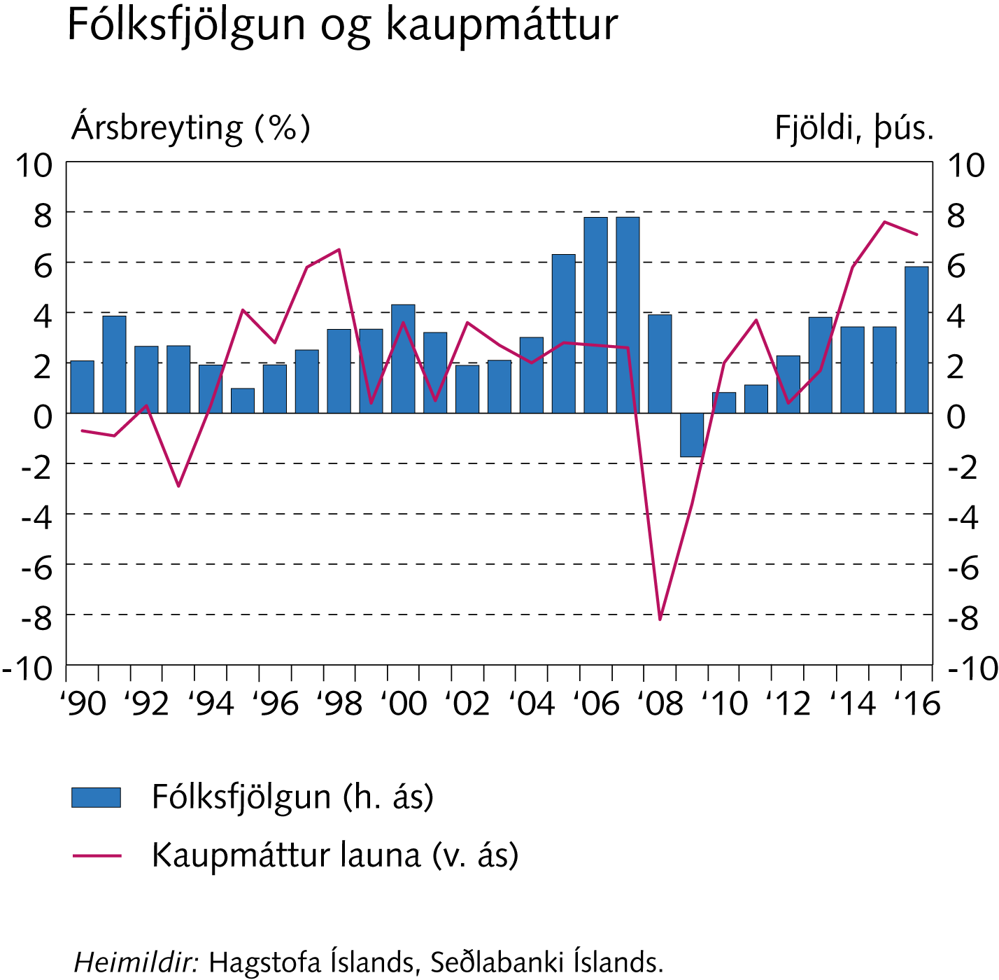 Fólksfjölgun og kaupmáttur
Ársbreyting (%) Fjöldi, þús.
10 10
8 8
6 6
4 4
2 2
0 0
-2 -2
-4 -4
-6 -6
-8 -8
-10 -10
‘90 ‘92 ‘94 ‘96 ‘98 ‘00 ‘02 ‘04 ‘06 ‘08 ‘10 ‘12 ‘14 ‘16
Fólksfjölgun (h. ás)
Kaupmáttur launa (v. ás)
Heimildir: Hagstofa Íslands, Seðlabanki Íslands.